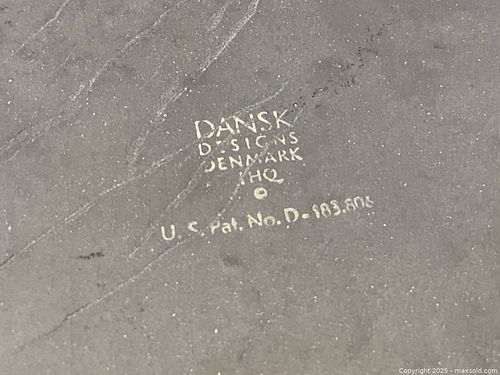 DANSK
DESIGNS
DENMARK
IHQ
©
U. S. Pat. No. D-183,806
Copyright 2025 - maxsold.com